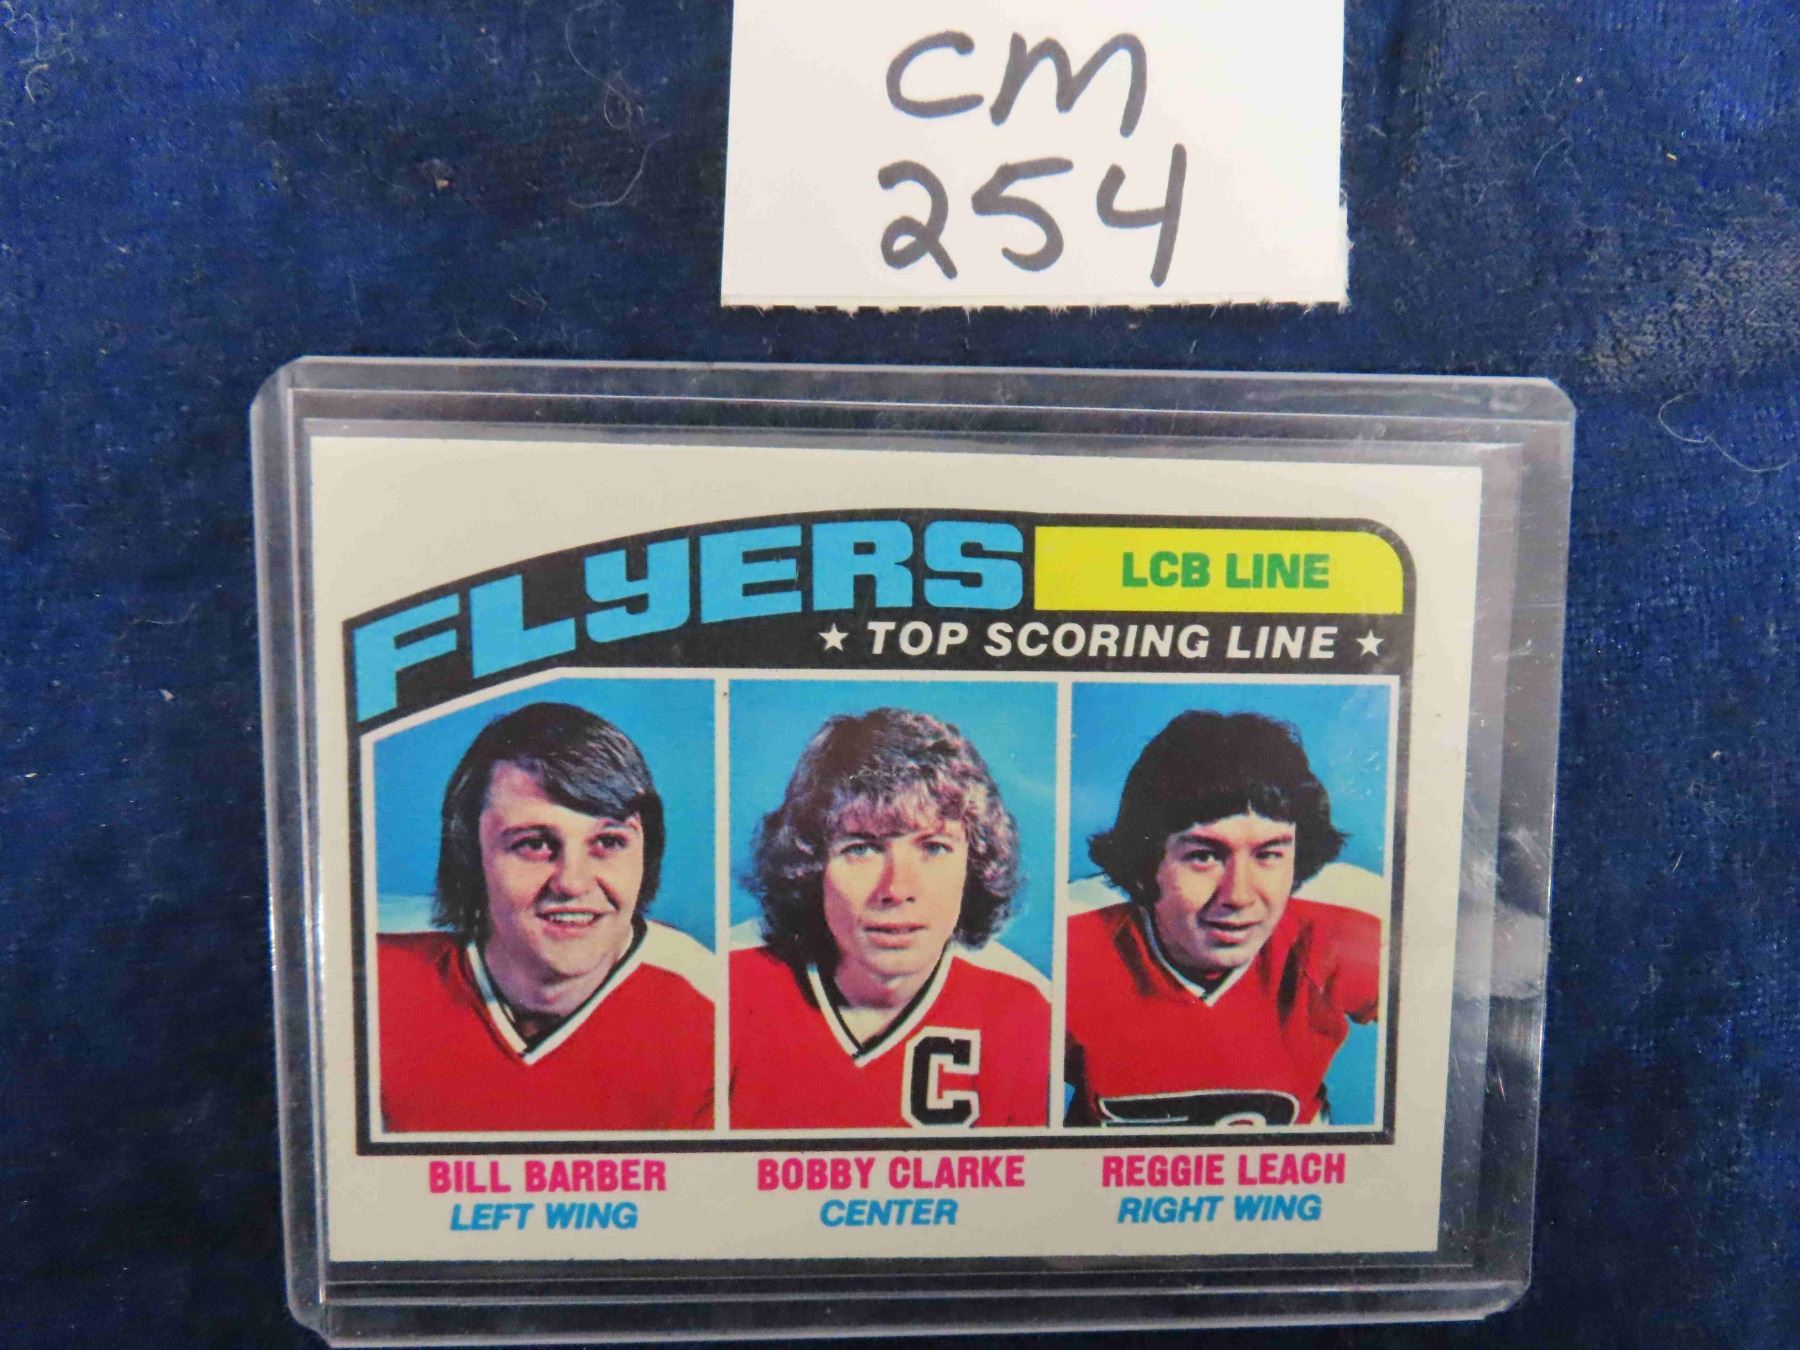 CM
254
FLYERS
LCB LINE
★ TOP SCORING LINE ★
C
BILL BARBER
LEFT WING
BOBBY CLARKE
CENTER
REGGIE LEACH
RIGHT WING